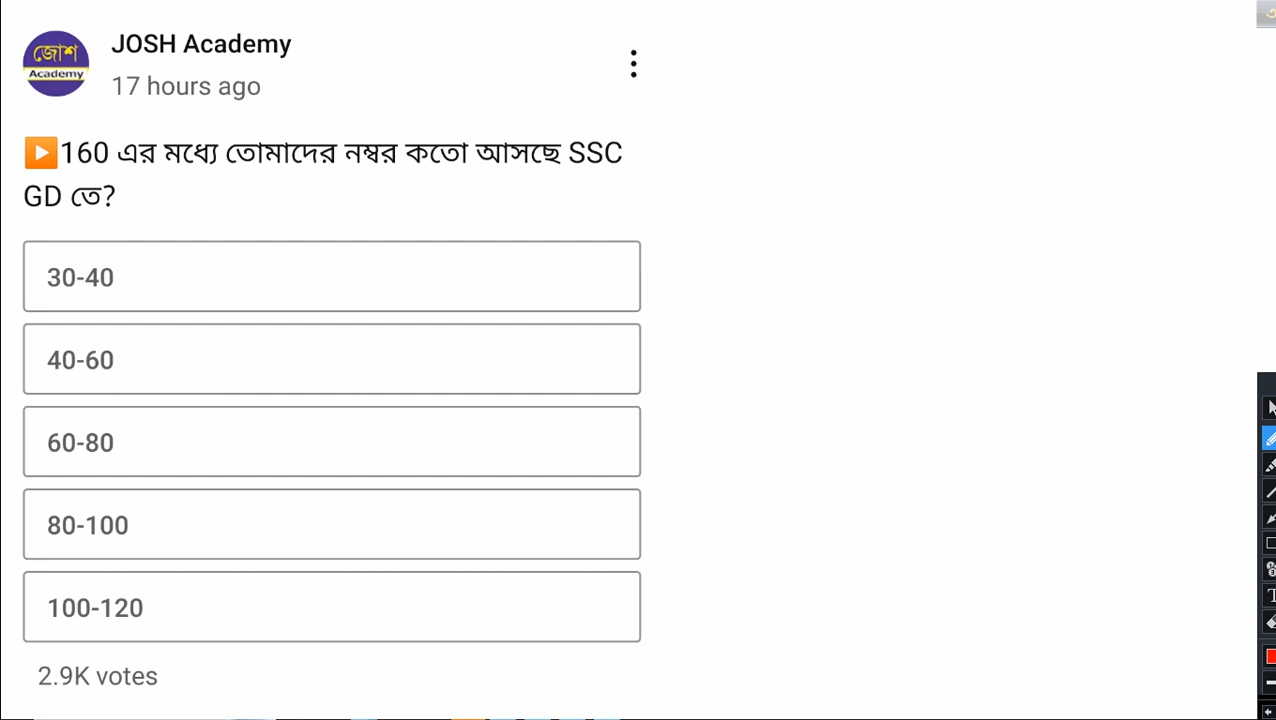 জোশ
Academy
JOSH Academy
17 hours ago
▶️160 এর মধ্যে তোমাদের নম্বর কতো আসছে SSC
GD তে?
30-40
40-60
60-80
80-100
100-120
2.9K votes